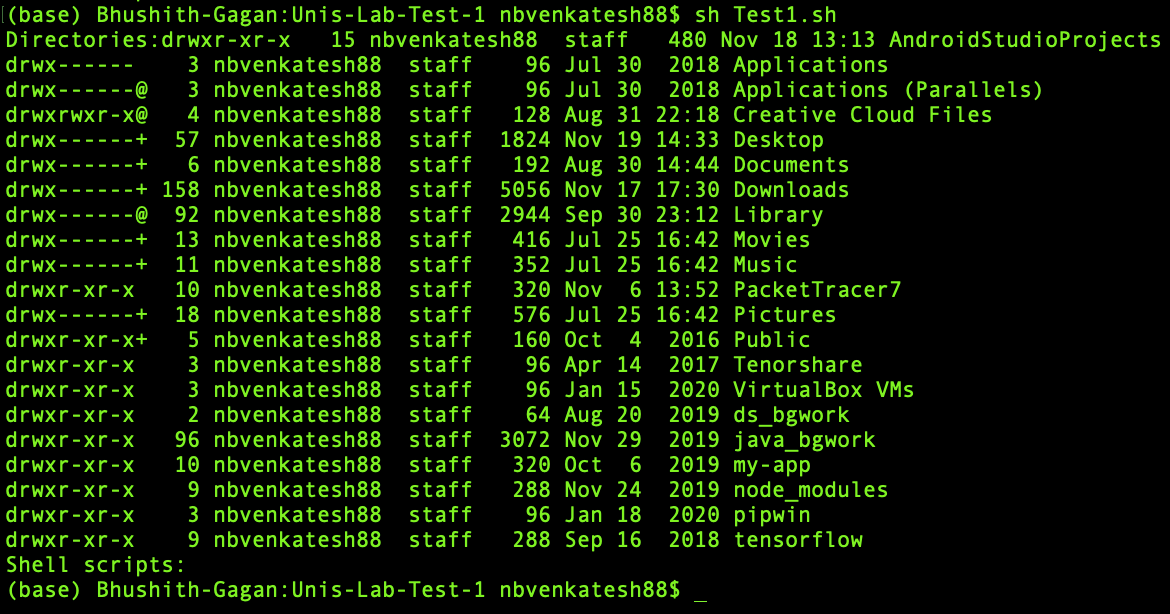 (base) Bhushith-Gagan:Unis-Lab-Test-1 nbvenkatesh88$ sh Test1.sh
Directories:drwxr-xr-x   15 nbvenkatesh88  staff   480 Nov 18 13:13 AndroidStudioProjects
drwx------    3 nbvenkatesh88  staff    96 Jul 30  2018 Applications
drwx------@   3 nbvenkatesh88  staff    96 Jul 30  2018 Applications (Parallels)
drwxrwxr-x@   4 nbvenkatesh88  staff   128 Aug 31 22:18 Creative Cloud Files
drwx------+  57 nbvenkatesh88  staff  1824 Nov 19 14:33 Desktop
drwx------+   6 nbvenkatesh88  staff   192 Aug 30 14:44 Documents
drwx------+ 158 nbvenkatesh88  staff  5056 Nov 17 17:30 Downloads
drwx------@  92 nbvenkatesh88  staff  2944 Sep 30 23:12 Library
drwx------+  13 nbvenkatesh88  staff   416 Jul 25 16:42 Movies
drwx------+  11 nbvenkatesh88  staff   352 Jul 25 16:42 Music
drwxr-xr-x   10 nbvenkatesh88  staff   320 Nov  6 13:52 PacketTracer7
drwx------+  18 nbvenkatesh88  staff   576 Jul 25 16:42 Pictures
drwxr-xr-x+   5 nbvenkatesh88  staff   160 Oct  4  2016 Public
drwxr-xr-x    3 nbvenkatesh88  staff    96 Apr 14  2017 Tenorshare
drwxr-xr-x    3 nbvenkatesh88  staff    96 Jan 15  2020 VirtualBox VMs
drwxr-xr-x    2 nbvenkatesh88  staff    64 Aug 20  2019 ds_bgwork
drwxr-xr-x   96 nbvenkatesh88  staff  3072 Nov 29  2019 java_bgwork
drwxr-xr-x   10 nbvenkatesh88  staff   320 Oct  6  2019 my-app
drwxr-xr-x    9 nbvenkatesh88  staff   288 Nov 24  2019 node_modules
drwxr-xr-x    3 nbvenkatesh88  staff    96 Jan 18  2020 pipwin
drwxr-xr-x    9 nbvenkatesh88  staff   288 Sep 16  2018 tensorflow
Shell scripts:
(base) Bhushith-Gagan:Unis-Lab-Test-1 nbvenkatesh88$ _